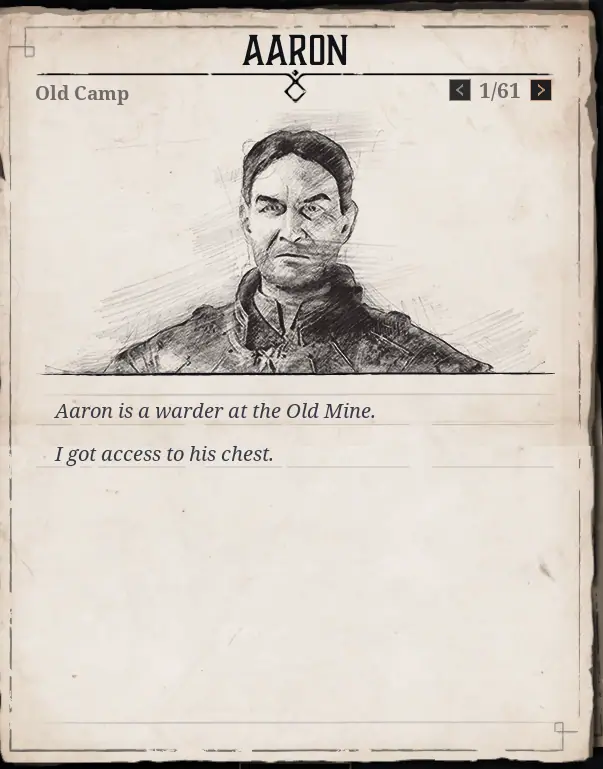 AARON
Old Camp
1/61
Aaron is a warder at the Old Mine.
I got access to his chest.